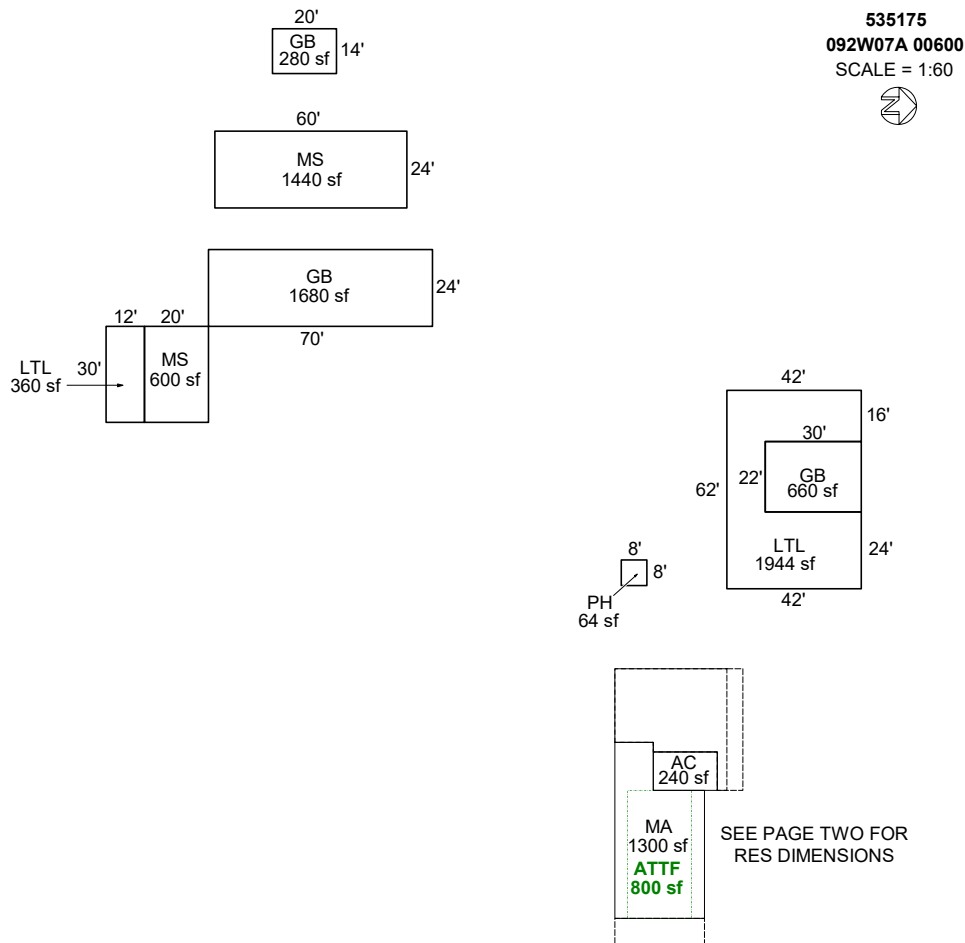 535175
092W07A 00600
SCALE = 1:60
N
20'
GB
280 sf
14'
60'
MS
1440 sf
24'
GB
1680 sf
24'
70'
12'
20'
LTL
360 sf
30'
MS
600 sf
42'
16'
30'
22'
GB
660 sf
62'
LTL
1944 sf
24'
42'
8'
8'
PH
64 sf
AC
240 sf
MA
1300 sf
ATTF
800 sf
SEE PAGE TWO FOR
RES DIMENSIONS